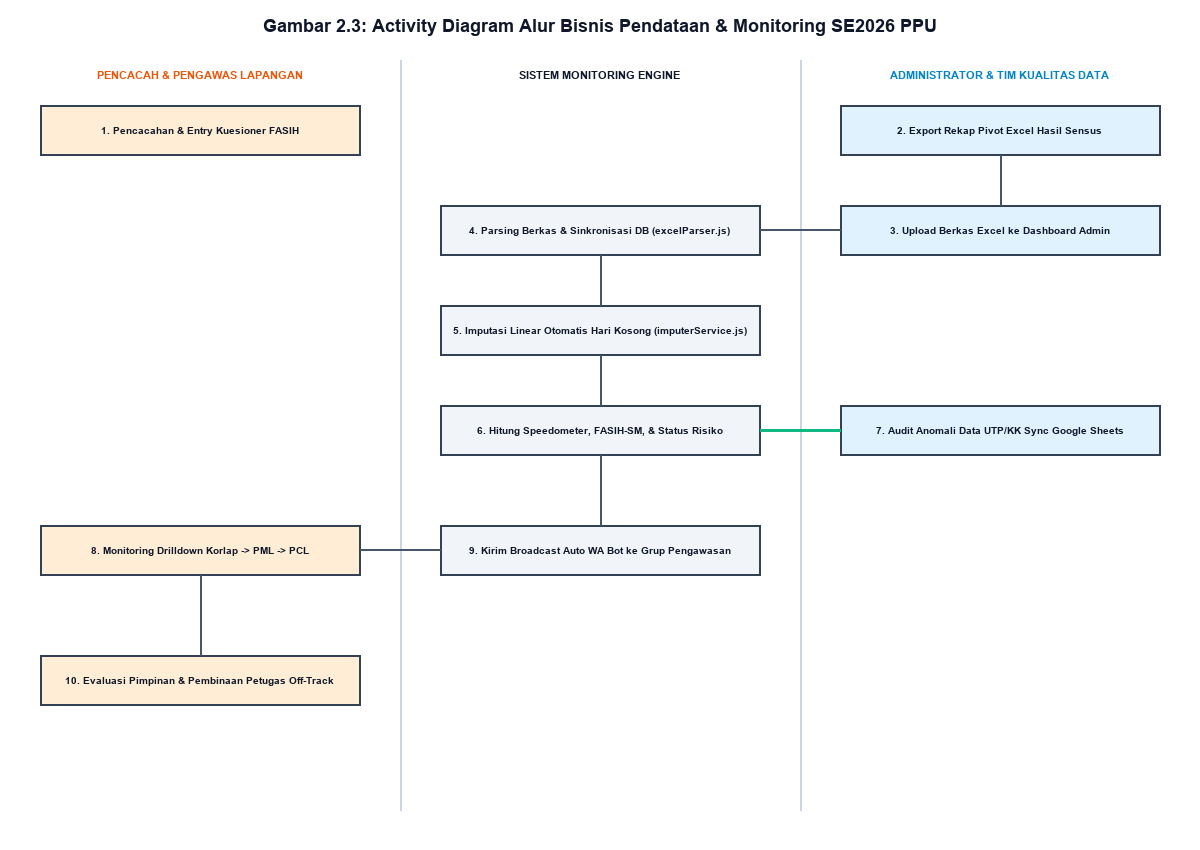 Gambar 2.3: Activity Diagram Alur Bisnis Pendataan & Monitoring SE2026 PPU
PENCACAH & PENGAWAS LAPANGAN
SISTEM MONITORING ENGINE
ADMINISTRATOR & TIM KUALITAS DATA
1. Pencacahan & Entry Kuesioner FASIH
2. Export Rekap Pivot Excel Hasil Sensus
4. Parsing Berkas & Sinkronisasi DB (excelParser.js)
3. Upload Berkas Excel ke Dashboard Admin
5. Imputasi Linear Otomatis Hari Kosong (imputerService.js)
6. Hitung Speedometer, FASIH-SM, & Status Risiko
7. Audit Anomali Data UTP/KK Sync Google Sheets
8. Monitoring Drilldown Korlap -> PML -> PCL
9. Kirim Broadcast Auto WA Bot ke Grup Pengawasan
10. Evaluasi Pimpinan & Pembinaan Petugas Off-Track